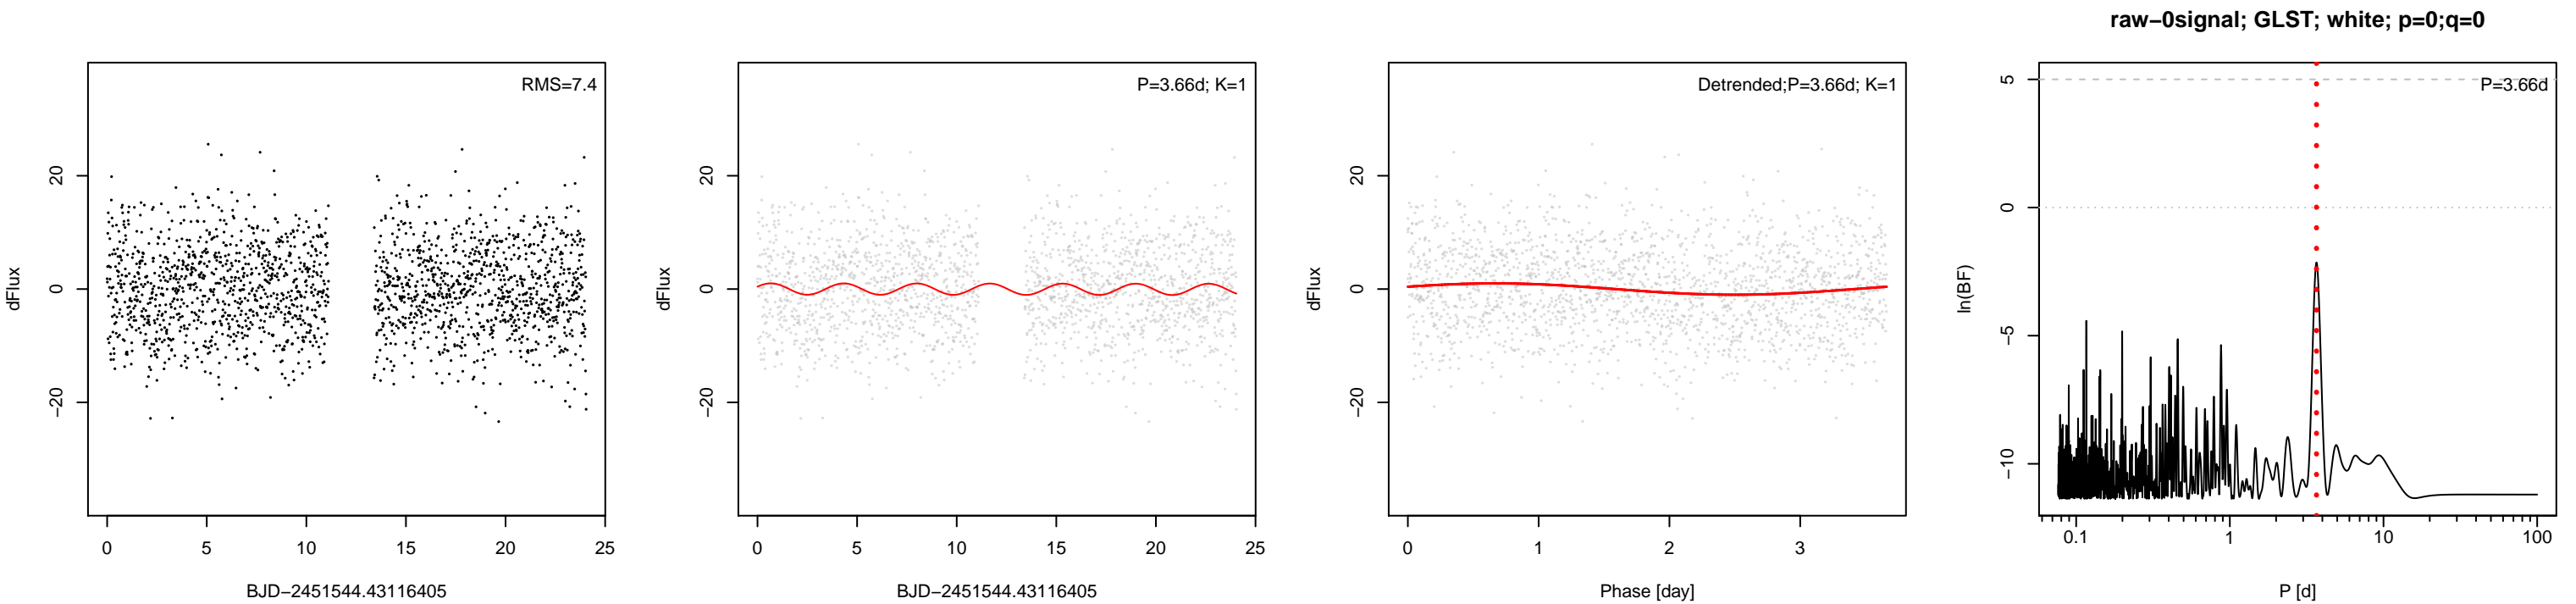 raw−0signal; GLST; white; p=0;q=0
RMS=7.4
dFlux
20
0
−20
0 5 10 15 20 25
BJD−2451544.43116405
P=3.66d; K=1
dFlux
20
0
−20
0 5 10 15 20 25
BJD−2451544.43116405
Detrended;P=3.66d; K=1
dFlux
20
0
−20
0 1 2 3
Phase [day]
P=3.66d
ln(BF)
5
0
−5
−10
0.1 1 10 100
P [d]